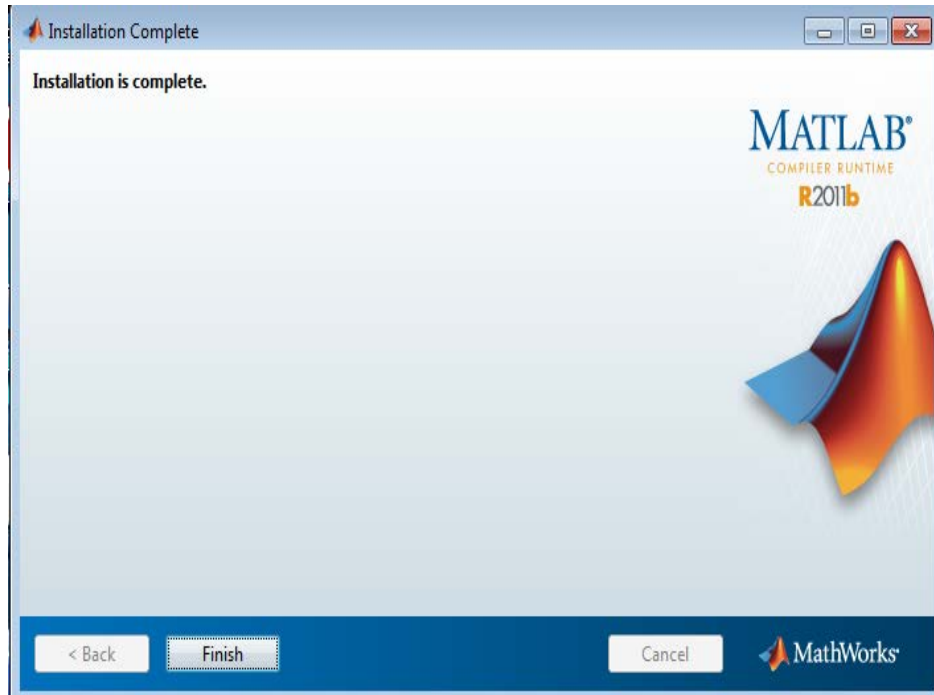 Installation Complete
Installation is complete.
MATLAB®
COMPILER RUNTIME
R2011b
< Back
Finish
Cancel
MathWorks®